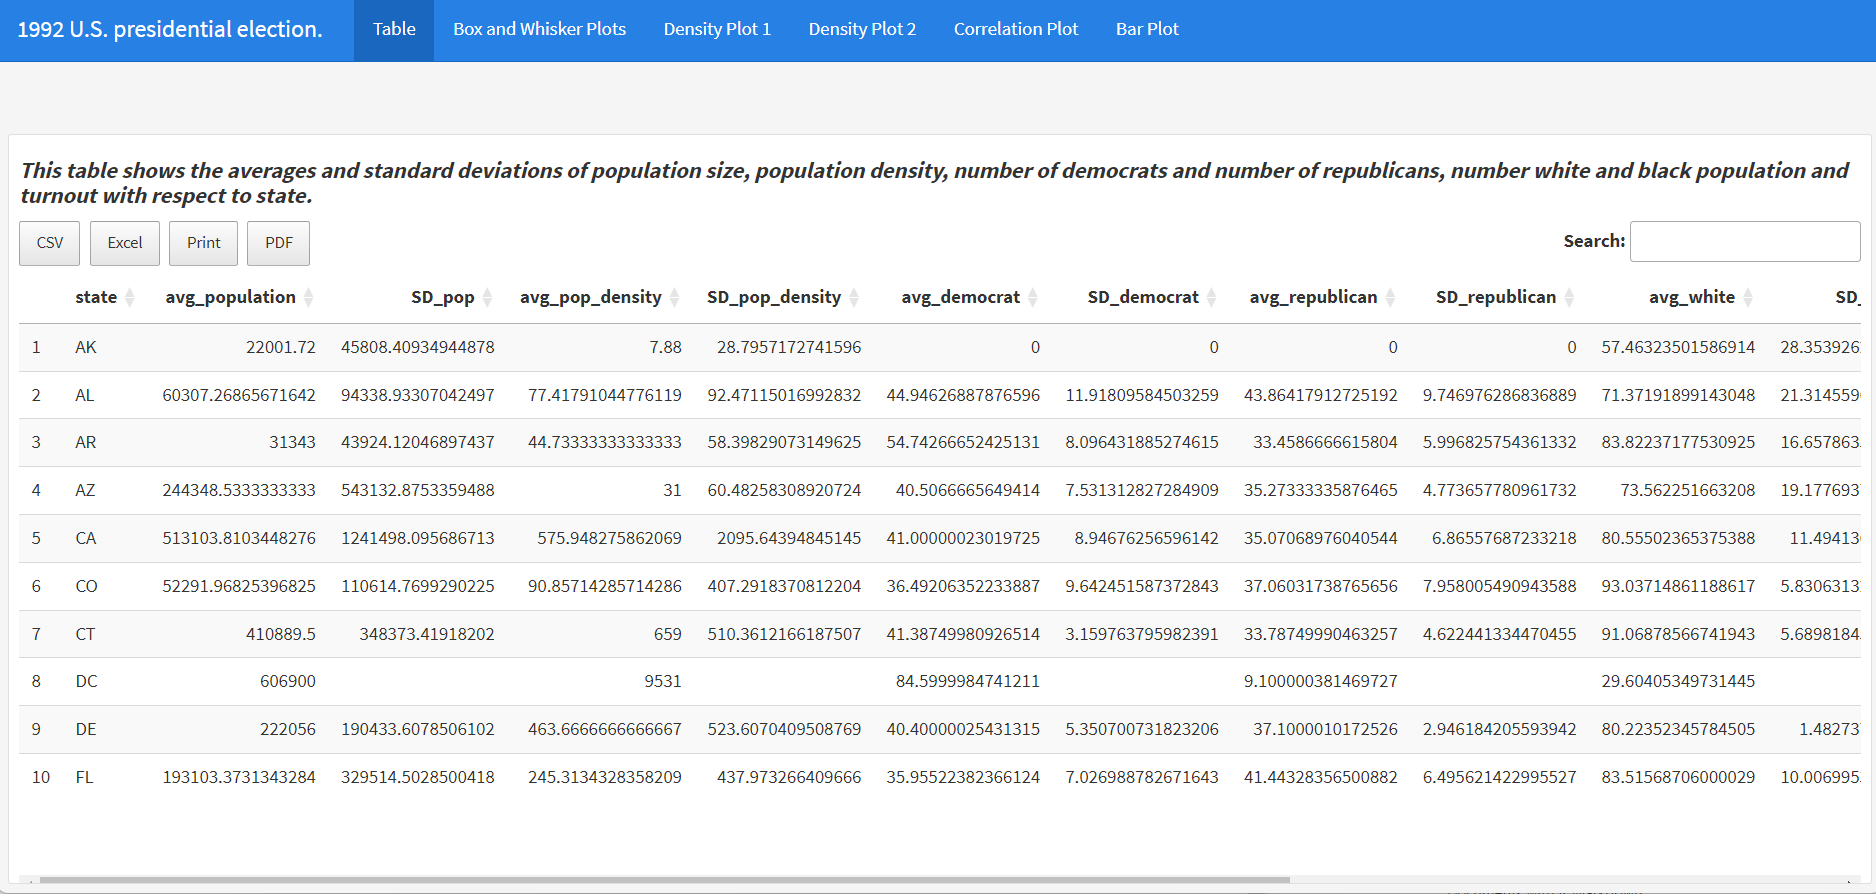 1992 U.S. presidential election. Table Box and Whisker Plots Density Plot 1 Density Plot 2 Correlation Plot Bar Plot
This table shows the averages and standard deviations of population size, population density, number of democrats and number of republicans, number white and black population and
turnout with respect to state.
CSV Excel Print PDF Search:
state avg_population SD_pop avg_pop_density SD_pop_density avg_democrat SD_democrat avg_republican SD_republican avg_white SD_
1 AK 22001.72 45808.40934944878 7.88 28.7957172741596 0 0 0 0 57.46323501586914 28.353926
2 AL 60307.26865671642 94338.93307042497 77.41791044776119 92.47115016992832 44.94626887876596 11.91809584503259 43.86417912725192 9.746976286836889 71.37191899143048 21.314559
3 AR 31343 43924.12046897437 44.73333333333333 58.39829073149625 54.74266652425131 8.096431885274615 33.4586666615804 5.996825754361332 83.82237177530925 16.657863
4 AZ 244348.5333333333 543132.8753359488 31 60.48258308920724 40.5066665649414 7.531312827284909 35.27333335876465 4.773657780961732 73.562251663208 19.177693
5 CA 513103.8103448276 1241498.095686713 575.948275862069 2095.64394845145 41.00000023019725 8.94676256596142 35.07068976040544 6.86557687233218 80.55502365375388 11.49413
6 CO 52291.96825396825 110614.7699290225 90.85714285714286 407.2918370812204 36.49206352233887 9.642451587372843 37.06031738765656 7.958005490943588 93.03714861188617 5.8306313
7 CT 410889.5 348373.41918202 659 510.3612166187507 41.38749980926514 3.159763795982391 33.78749990463257 4.622441334470455 91.06878566741943 5.6898184
8 DC 606900 9531 84.5999984741211 9.100000381469727 29.60405349731445
9 DE 222056 190433.6078506102 463.6666666666667 523.6070409508769 40.40000025431315 5.350700731823206 37.1000010172526 2.946184205593942 80.22352345784505 1.48273
10 FL 193103.3731343284 329514.5028500418 245.3134328358209 437.973266409666 35.95522382366124 7.026988782671643 41.44328356500882 6.495621422995527 83.51568706000029 10.006995